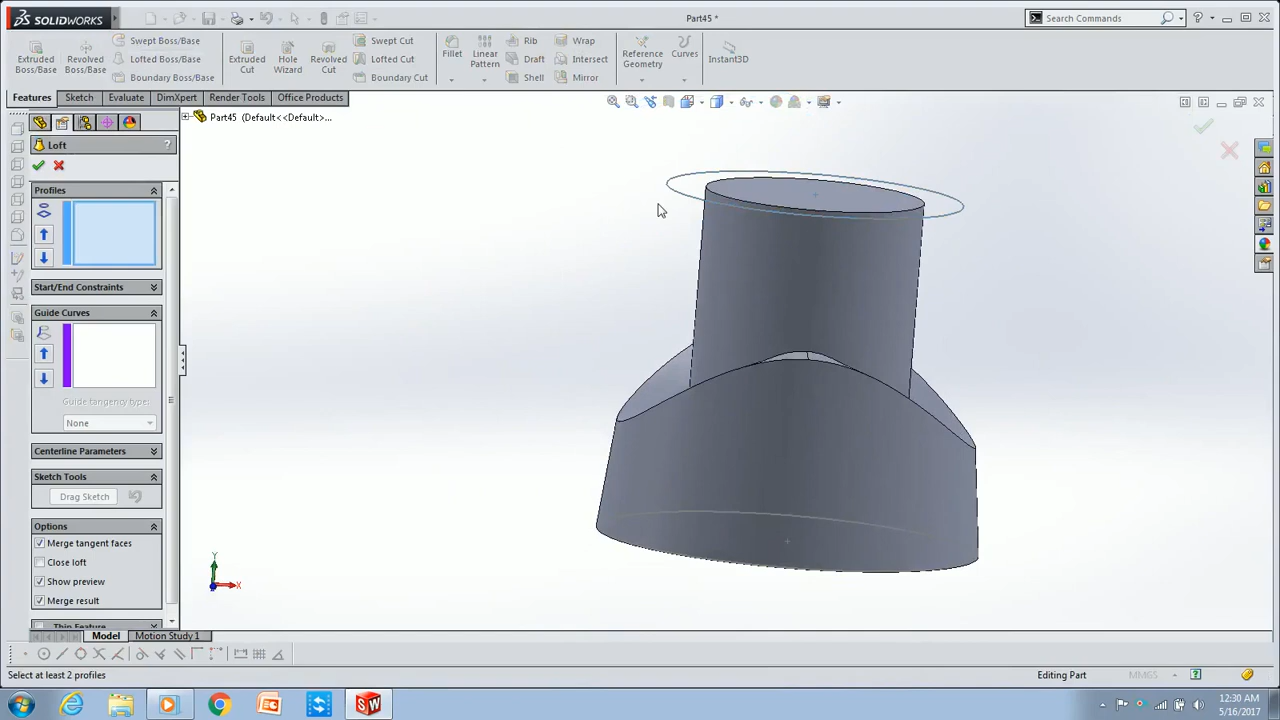 SOLIDWORKS
Part45 *
Search Commands
Extruded Boss/Base
Revolved Boss/Base
Swept Boss/Base
Lofted Boss/Base
Boundary Boss/Base
Extruded Cut
Hole Wizard
Revolved Cut
Swept Cut
Lofted Cut
Boundary Cut
Fillet
Linear Pattern
Rib
Draft
Shell
Wrap
Intersect
Mirror
Reference Geometry
Curves
Instant3D
Features Sketch Evaluate DimXpert Render Tools Office Products
Part45 (Default<<Default>...
Loft ?
Profiles
Start/End Constraints
Guide Curves
Guide tangency type:
None
Centerline Parameters
Sketch Tools
Drag Sketch
Options
Merge tangent faces
Close loft
Show preview
Merge result
Thin Feature
Y
X
Model Motion Study 1
Select at least 2 profiles
Editing Part
MMGS
12:30 AM
5/16/2017